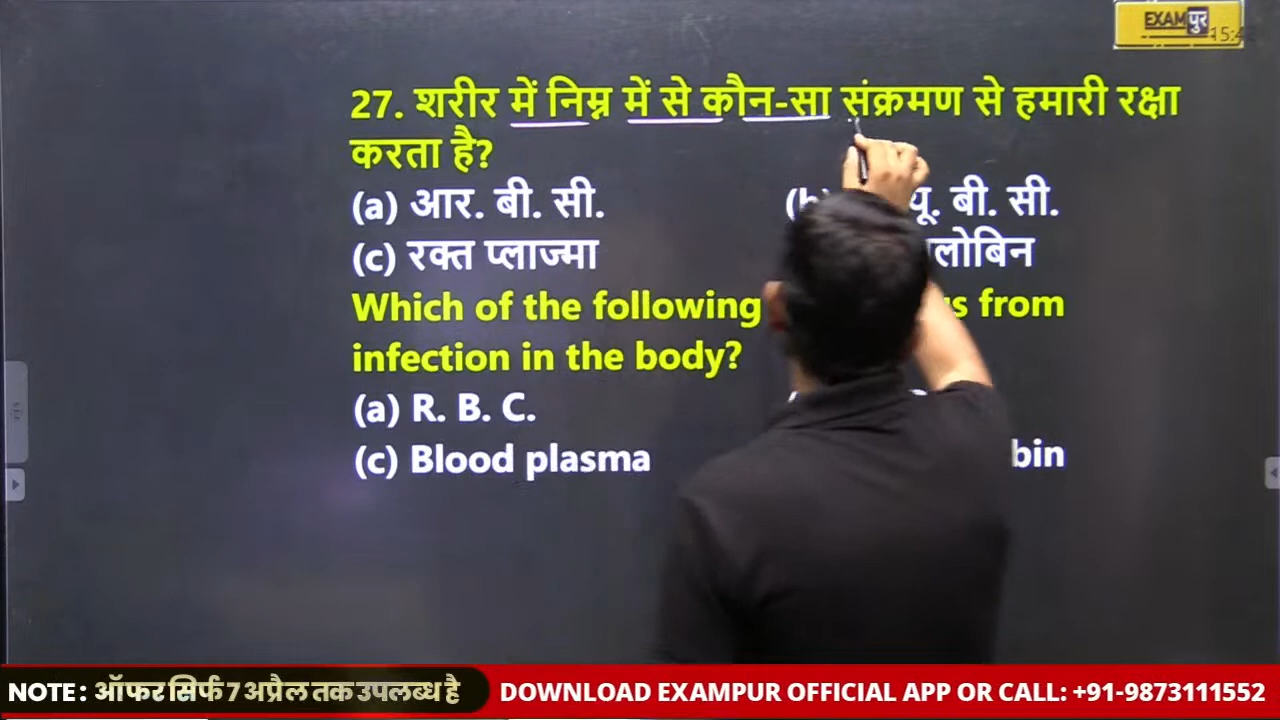 EXAMपुर
27. शरीर में निम्न में से कौन-सा संक्रमण से हमारी रक्षा
करता है?
(a) आर. बी. सी. बी. सी.
(c) रक्त प्लाज्मा
Which of the following from
infection in the body?
(a) R. B. C.
(c) Blood plasma
NOTE : ऑफर सिर्फ 7 अप्रैल तक उपलब्ध है DOWNLOAD EXAMPUR OFFICIAL APP OR CALL: +91-9873111552